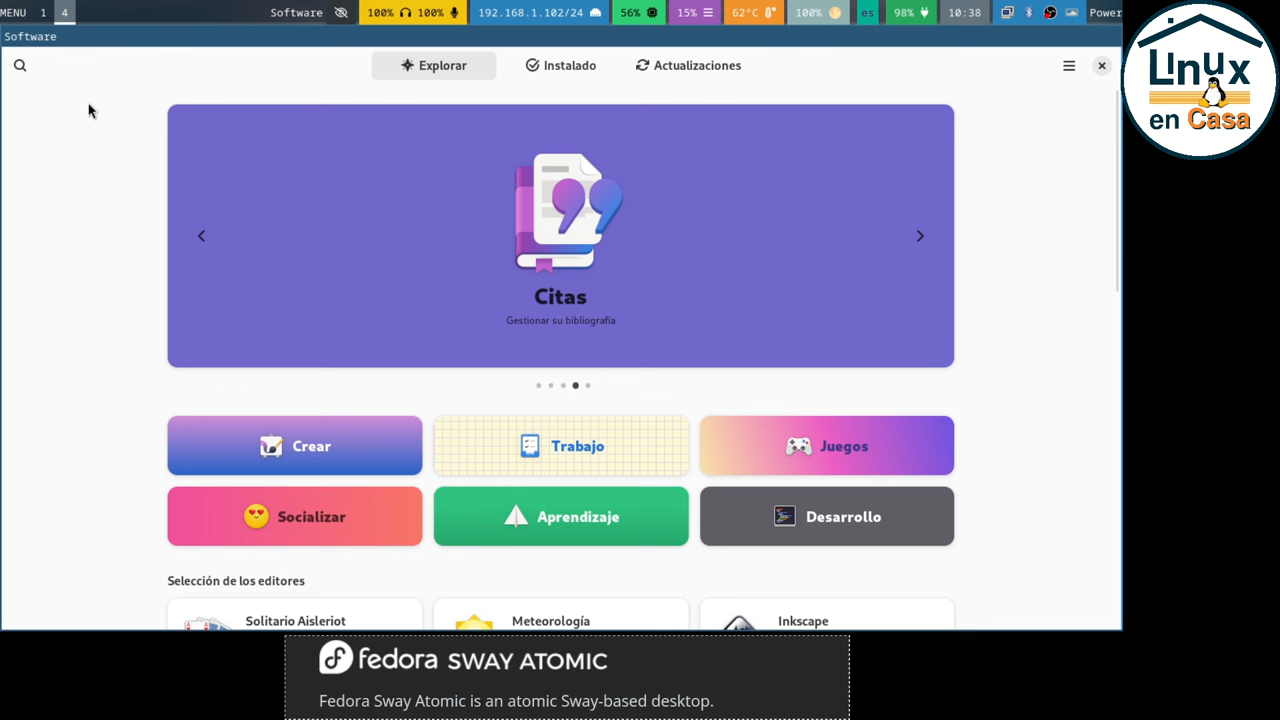 MENU 1 4 Software 100% 100% 192.168.1.102/24 56% 15% 62°C 100% es 98% 10:38 Power
Software
Explorar Instalado Actualizaciones
Linux
en Casa
Citas
Gestionar su bibliografía
Crear Trabajo Juegos
Socializar Aprendizaje Desarrollo
Selección de los editores
Solitario Aisleriot Meteorología Inkscape
fedora SWAY ATOMIC
Fedora Sway Atomic is an atomic Sway-based desktop.